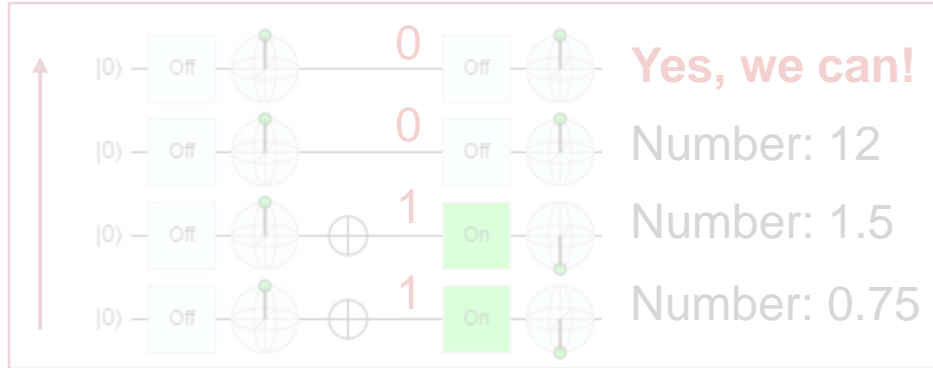 |0⟩ Off 0 Off Yes, we can!
|0⟩ Off 0 Off Number: 12
|0⟩ Off 1 On Number: 1.5
|0⟩ Off 1 On Number: 0.75